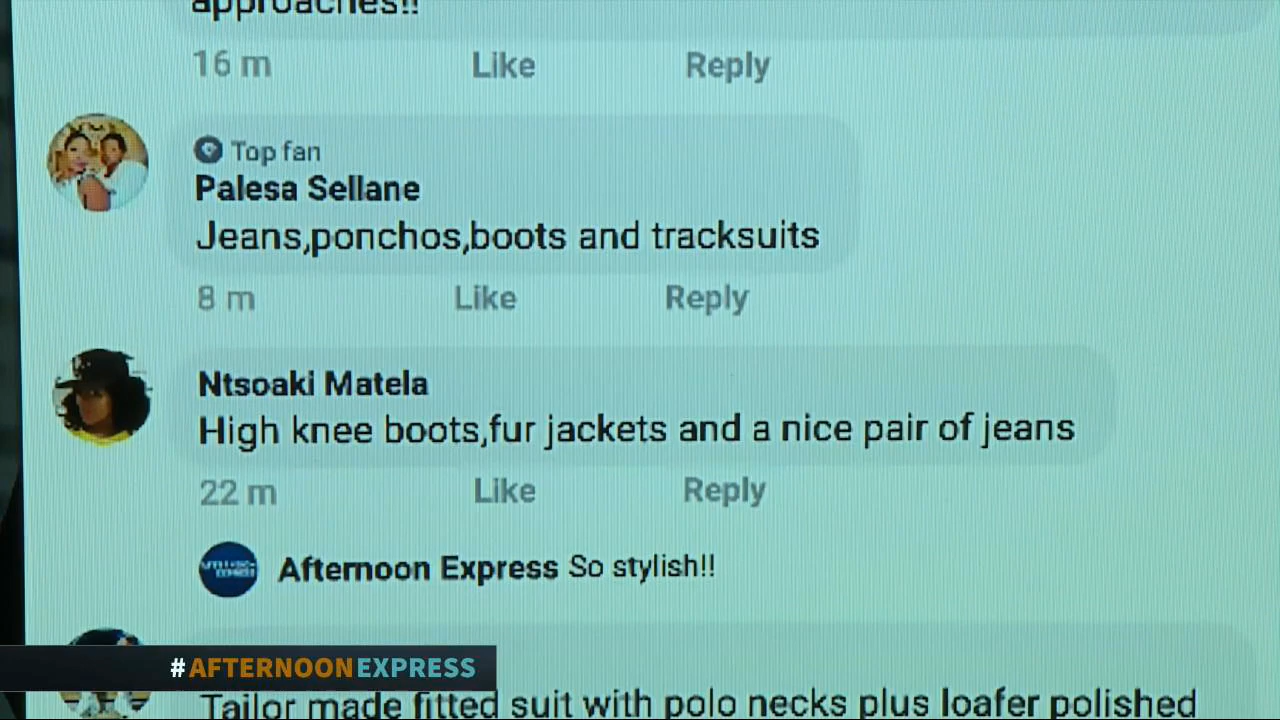 approaches!!
16 m Like Reply
Top fan
Palesa Sellane
Jeans,ponchos,boots and tracksuits
8 m Like Reply
Ntsoaki Matela
High knee boots,fur jackets and a nice pair of jeans
22 m Like Reply
Afternoon Express So stylish!!
#AFTERNOONEXPRESS
Tailor made fitted suit with polo necks plus loafer polished